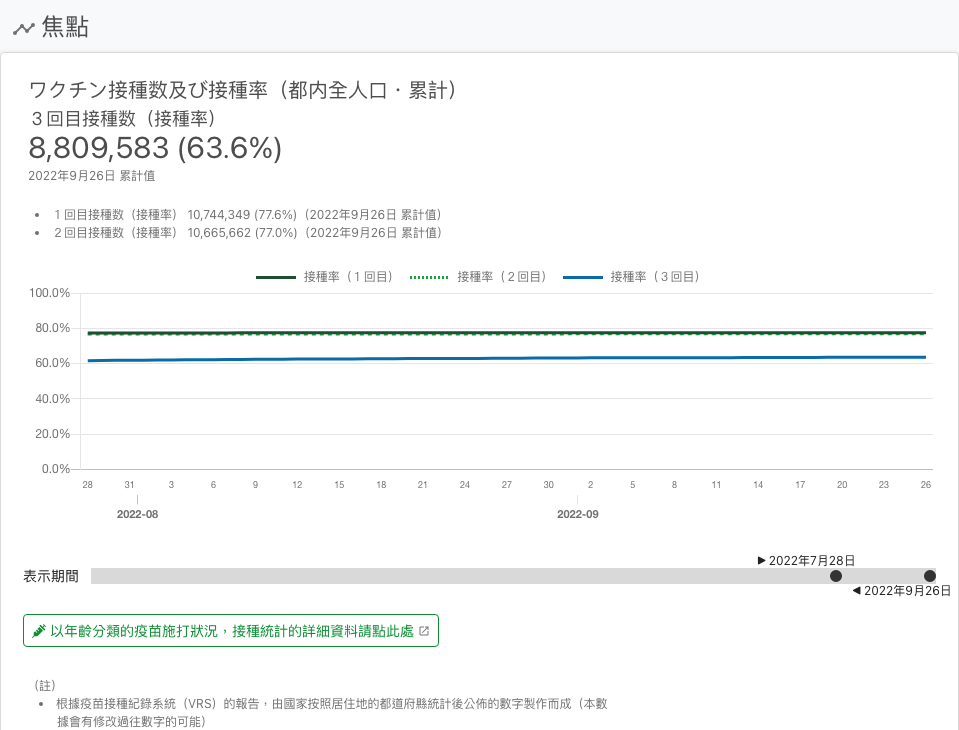 焦點
ワクチン接種数及び接種率（都内全人口・累計）
３回目接種数（接種率）
8,809,583 (63.6%)
2022年9月26日 累計值
• １回目接種数（接種率） 10,744,349 (77.6%)（2022年9月26日 累計值）
• ２回目接種数（接種率） 10,665,662 (77.0%)（2022年9月26日 累計值）
接種率（１回目） 接種率（２回目） 接種率（３回目）
100.0%
80.0%
60.0%
40.0%
20.0%
0.0%
28 31 3 6 9 12 15 18 21 24 27 30 2 5 8 11 14 17 20 23 26
2022-08 2022-09
2022年7月28日
表示期間
2022年9月26日
以年齡分類的疫苗施打狀況，接種統計的詳細資料請點此處
（註）
• 根據疫苗接種紀錄系統（VRS）的報告，由國家按照居住地的都道府縣統計後公佈的數字製作而成（本數
據會有修改過往數字的可能）